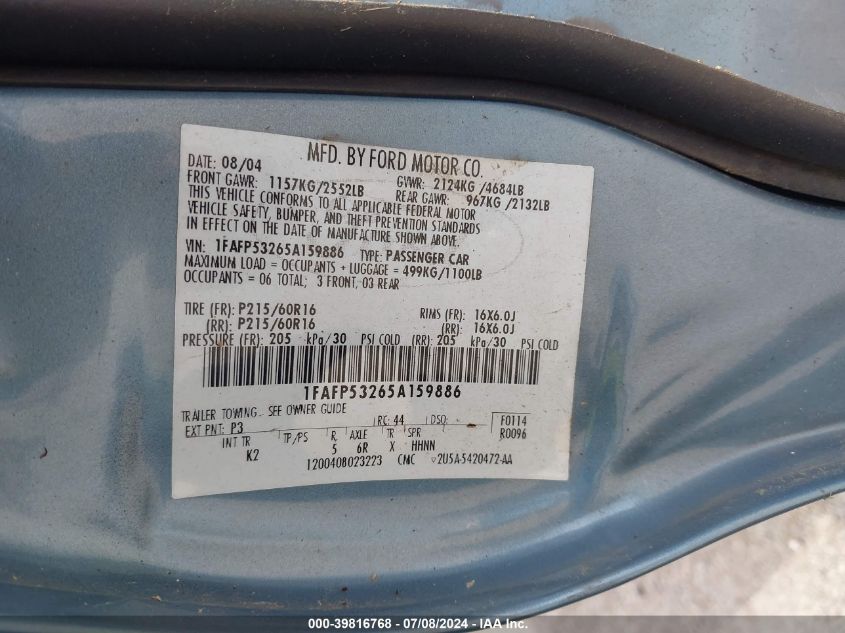 MFD. BY FORD MOTOR CO.
DATE: 08/04
GVWR: 2124KG /4684LB
FRONT GAWR: 1157KG/2552LB
REAR GAWR: 967KG /2132LB
THIS VEHICLE CONFORMS TO ALL APPLICABLE FEDERAL MOTOR
VEHICLE SAFETY, BUMPER, AND THEFT PREVENTION STANDARDS
IN EFFECT ON THE DATE OF MANUFACTURE SHOWN ABOVE.
VIN: 1FAFP53265A159886 TYPE: PASSENGER CAR
MAXIMUM LOAD = OCCUPANTS + LUGGAGE = 499KG/1100LB
OCCUPANTS = 06 TOTAL; 3 FRONT, 03 REAR
TIRE (FR): P215/60R16 RIMS (FR): 16X6.0J
(RR): P215/60R16 (RR): 16X6.0J
PRESSURE (FR): 205 kPa/30 PSI COLD (RR): 205 kPa/30 PSI COLD
1FAFP53265A159886
TRAILER TOWING - SEE OWNER GUIDE
EXT PNT: P3 RC: 44 DSO: F0114
R0096
INT TR TP/PS R AXLE TR SPR
K2 5 6R X HHNN
1200408023223 CMC 2U5A-5420472-AA
000-39816768 - 07/08/2024 - IAA Inc.